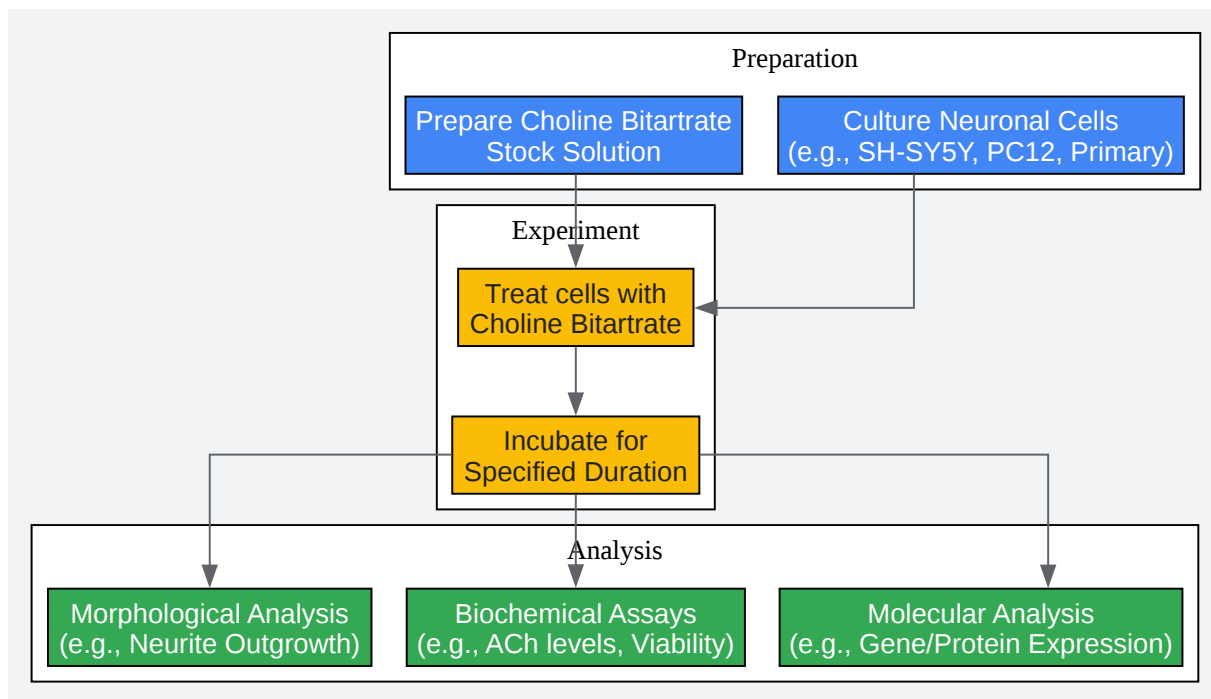 Preparation
Prepare Choline Bitartrate
Stock Solution
Culture Neuronal Cells
(e.g., SH-SY5Y, PC12, Primary)
Experiment
Treat cells with
Choline Bitartrate
Incubate for
Specified Duration
Analysis
Morphological Analysis
(e.g., Neurite Outgrowth)
Biochemical Assays
(e.g., ACh levels, Viability)
Molecular Analysis
(e.g., Gene/Protein Expression)